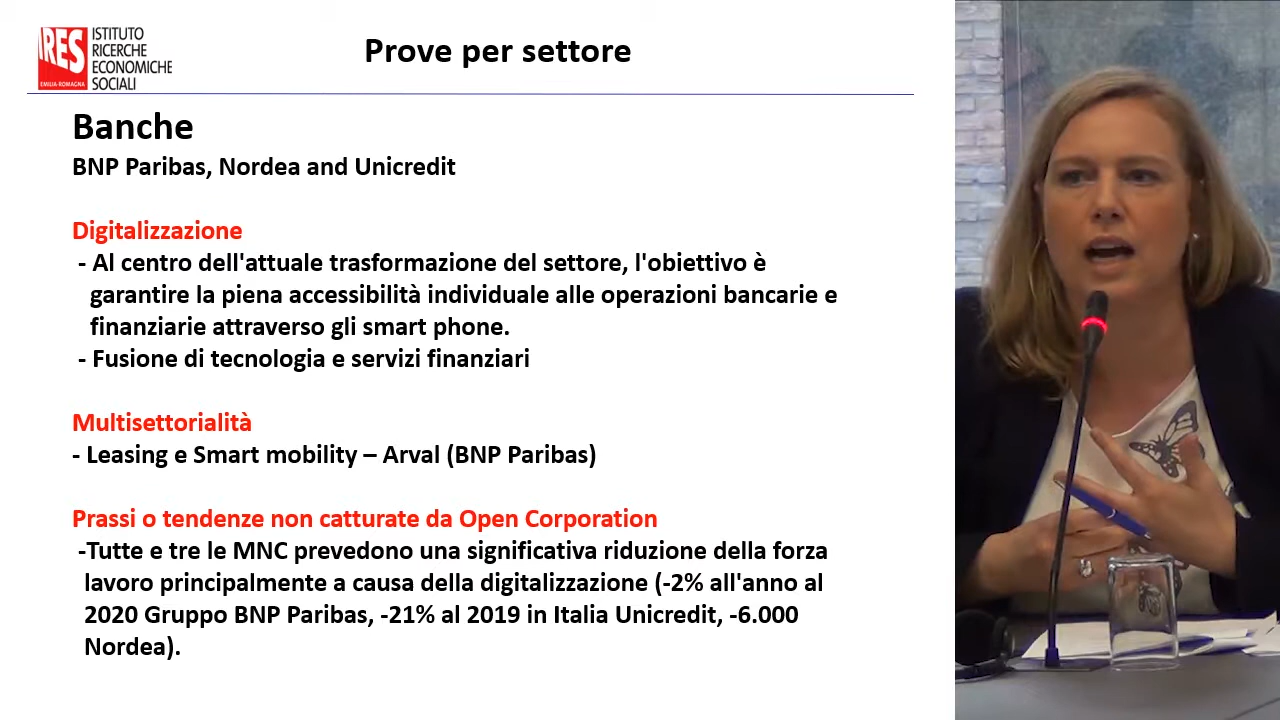 IRES
EMILIA-ROMAGNA
ISTITUTO
RICERCHE
ECONOMICHE
SOCIALI
Prove per settore
Banche
BNP Paribas, Nordea and Unicredit
Digitalizzazione
- Al centro dell'attuale trasformazione del settore, l'obiettivo è
garantire la piena accessibilità individuale alle operazioni bancarie e
finanziarie attraverso gli smart phone.
- Fusione di tecnologia e servizi finanziari
Multisettorialità
- Leasing e Smart mobility – Arval (BNP Paribas)
Prassi o tendenze non catturate da Open Corporation
-Tutte e tre le MNC prevedono una significativa riduzione della forza
lavoro principalmente a causa della digitalizzazione (-2% all'anno al
2020 Gruppo BNP Paribas, -21% al 2019 in Italia Unicredit, -6.000
Nordea).